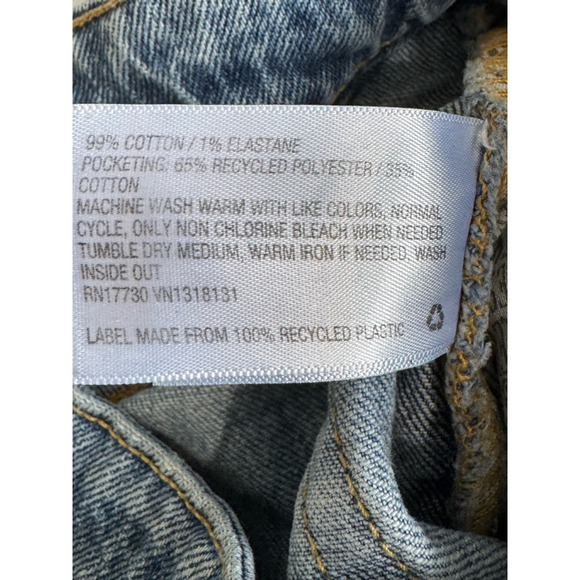 99% COTTON / 1% ELASTANE
POCKETING: 65% RECYCLED POLYESTER / 35%
COTTON
MACHINE WASH WARM WITH LIKE COLORS, NORMAL
CYCLE, ONLY NON CHLORINE BLEACH WHEN NEEDED
TUMBLE DRY MEDIUM, WARM IRON IF NEEDED, WASH
INSIDE OUT
RN17730 VN1318131
LABEL MADE FROM 100% RECYCLED PLASTIC